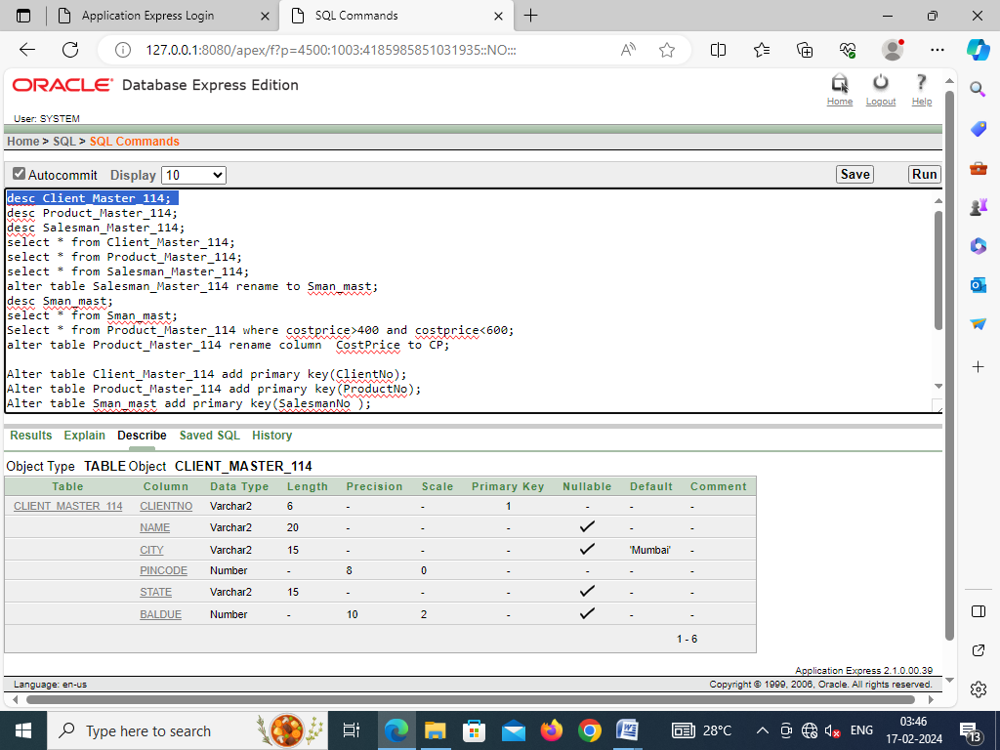 Application Express Login
SQL Commands
127.0.0.1:8080/apex/f?p=4500:1003:4185985851031935::NO:::
ORACLE® Database Express Edition
Home
Logout
Help
User: SYSTEM
Home > SQL > SQL Commands
Autocommit Display 10 Save Run
desc Client_Master_114;
desc Product_Master_114;
desc Salesman_Master_114;
select * from Client_Master_114;
select * from Product_Master_114;
select * from Salesman_Master_114;
alter table Salesman_Master_114 rename to Sman_mast;
desc Sman_mast;
select * from Sman_mast;
Select * from Product_Master_114 where costprice>400 and costprice<600;
alter table Product_Master_114 rename column  CostPrice to CP;
Alter table Client_Master_114 add primary key(ClientNo);
Alter table Product_Master_114 add primary key(ProductNo);
Alter table Sman_mast add primary key(SalesmanNo );
Results Explain Describe Saved SQL History
Object Type TABLE Object CLIENT_MASTER_114
Table Column Data Type Length Precision Scale Primary Key Nullable Default Comment
CLIENT_MASTER_114 CLIENTNO Varchar2 6 - - 1 - - -
NAME Varchar2 20 - - - ✓ - -
CITY Varchar2 15 - - - ✓ 'Mumbai' -
PINCODE Number - 8 0 - - - -
STATE Varchar2 15 - - - ✓ - -
BALDUE Number - 10 2 - ✓ - -
1 - 6
Application Express 2.1.0.00.39
Language: en-us Copyright © 1999, 2006, Oracle. All rights reserved.
Type here to search
28°C
ENG
03:46
17-02-2024
13